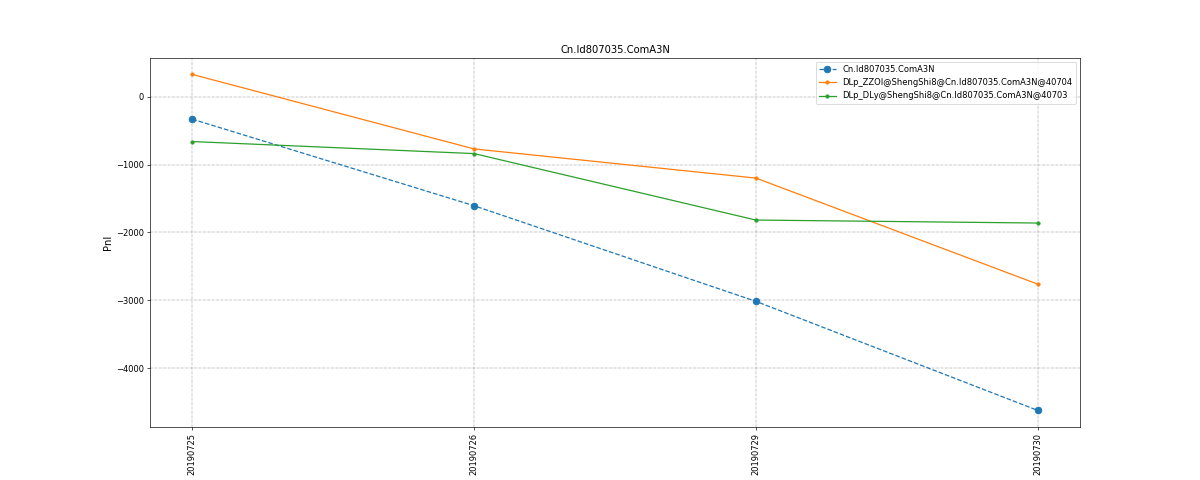 Cn.Id807035.ComA3N
Cn.Id807035.ComA3N
DLp_ZZOI@ShengShi8@Cn.Id807035.ComA3N@40704
DLp_DLy@ShengShi8@Cn.Id807035.ComA3N@40703
0
−1000
−2000
−3000
−4000
Pnl
20190725
20190726
20190729
20190730